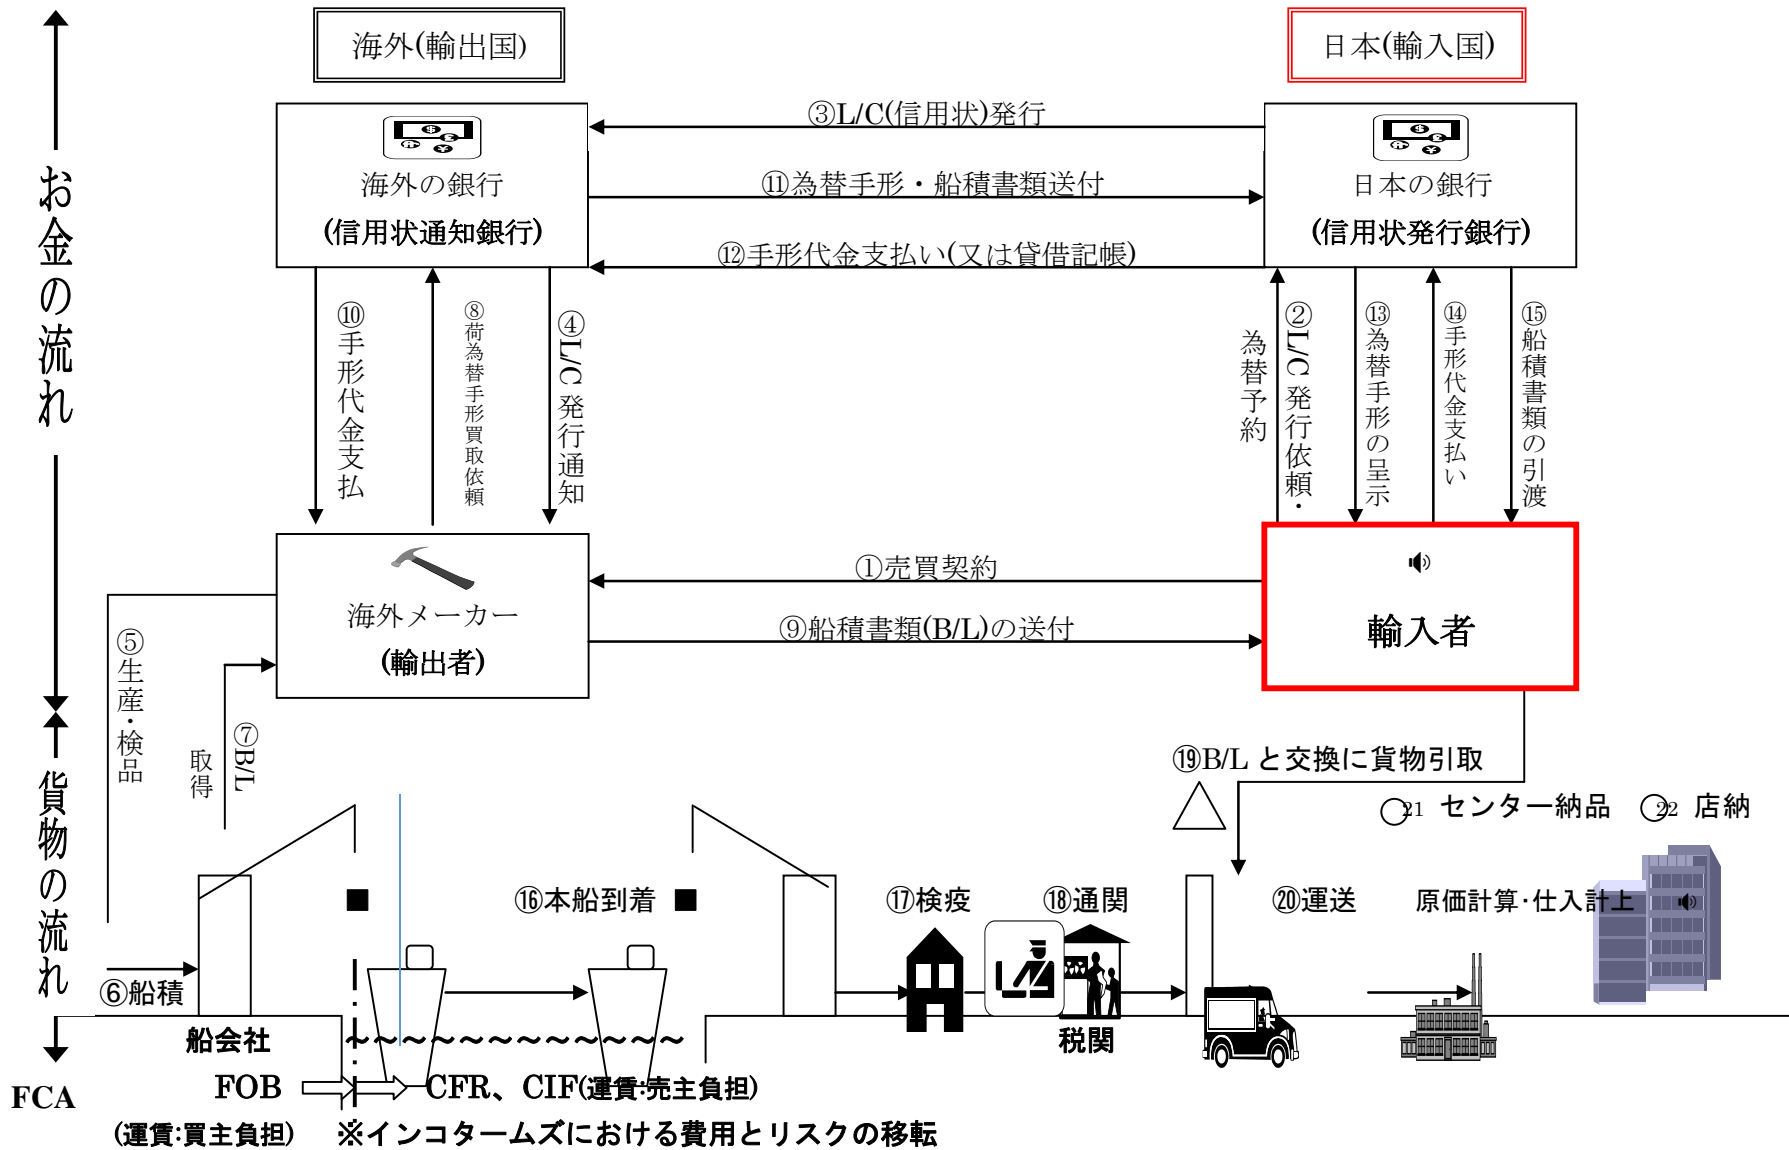 海外(輸出国)
日本(輸入国)
お金の流れ
③L/C(信用状)発行
海外の銀行
(信用状通知銀行)
⑪為替手形・船積書類送付
日本の銀行
(信用状発行銀行)
⑫手形代金支払い(又は貸借記帳)
⑩手形代金支払
⑧荷為替手形買取依頼
④L/C 発行通知
②L/C 発行依頼・
為替予約
⑬為替手形の呈示
⑭手形代金支払い
⑮船積書類の引渡
①売買契約
海外メーカー
(輸出者)
⑨船積書類(B/L)の送付
輸入者
⑤生産・検品
⑦B/L
取得
貨物の流れ
⑲B/L と交換に貨物引取
21 センター納品
22 店納
⑯本船到着
⑰検疫
⑱通関
⑳運送
原価計算･仕入計上
⑥船積
船会社
税関
FCA
FOB
CFR、CIF(運賃:売主負担)
(運賃:買主負担)
※インコタームズにおける費用とリスクの移転